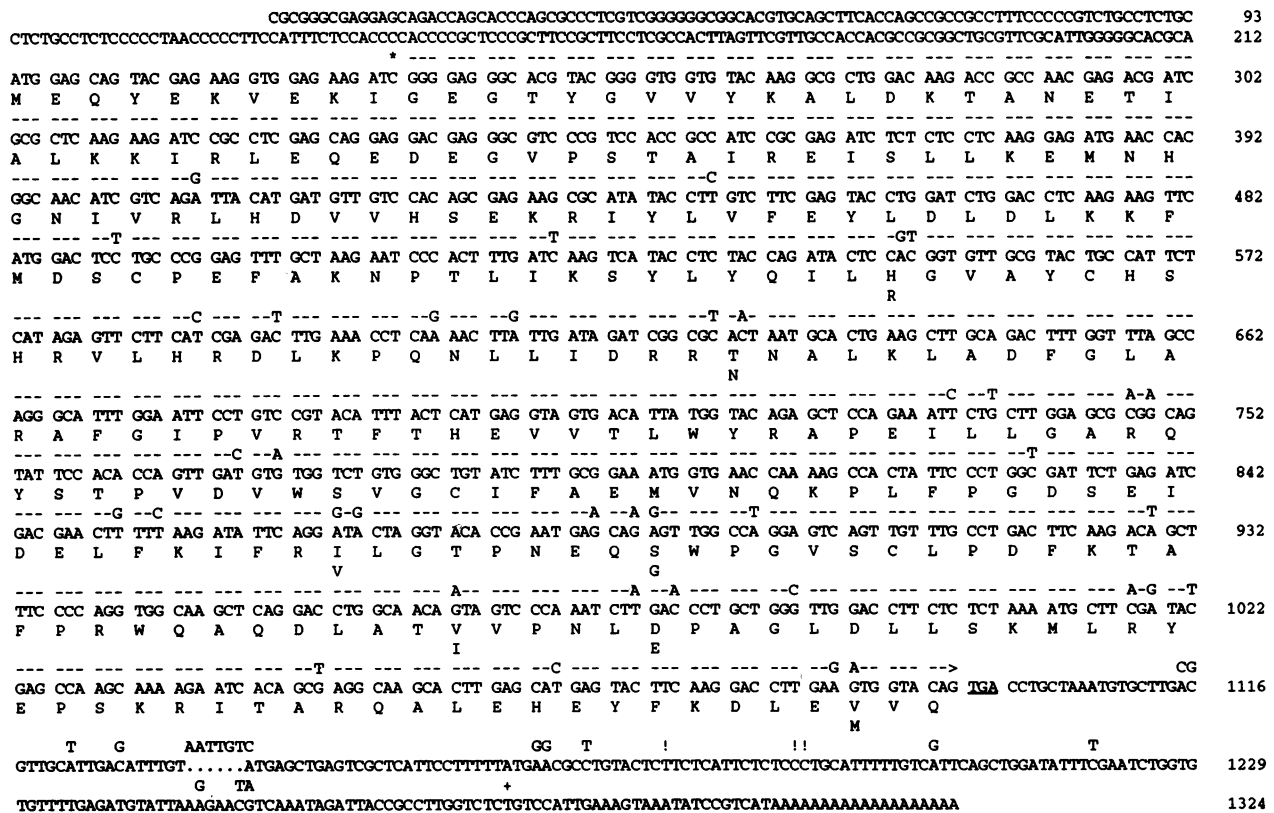 CGCGGGCGAGGAGCAGACCAGCACCCAGCGCCCTCGTCGGGGGGCGGCACGTGCAGCTTCACCAGCCGCCGCCTTTCCCCCGTCTGCCTCTGC 93
CTCTGCCTCTCCCCCTAACCCCCTTCCATTTCTCCACCCCACCCCGCTCCCGCTTCCGCTTCCTCGCCACTTAGTTCGTTGCCACCACGCCGCGGCTGCGTTCGCATTGGGGGCACGCA 212
* --- --- --- --- --- --- --- --- --- --- --- --- --- --- --- --- --- --- --- ---
ATG GAG CAG TAC GAG AAG GTG GAG AAG ATC GGG GAG GGC ACG TAC GGG GTG GTG TAC AAG GCG CTG GAC AAG ACC GCC AAC GAG ACG ATC 302
M E Q Y E K V E K I G E G T Y G V V Y K A L D K T A N E T I
--- --- --- --- --- --- --- --- --- --- --- --- --- --- --- --- --- --- --- --- --- --- --- --- --- --- --- --- --- ---
GCG CTC AAG AAG ATC CGC CTC GAG CAG GAG GAC GAG GGC GTC CCG TCC ACC GCC ATC CGC GAG ATC TCT CTC CTC AAG GAG ATG AAC CAC 392
A L K K I R L E Q E D E G V P S T A I R E I S L L K E M N H
--- --- --- --- --G --- --- --- --- --- --- --- --- --- --- --- --- --C --- --- --- --- --- --- --- --- --- --- --- ---
GGC AAC ATC GTC AGA TTA CAT GAT GTT GTC CAC AGC GAG AAG CGC ATA TAC CTT GTC TTC GAG TAC CTG GAT CTG GAC CTC AAG AAG TTC 482
G N I V R L H D V V H S E K R I Y L V F E Y L D L D L K K F
--- --- --T --- --- --- --- --- --- --- --- --- --- --T --- --- --- --- --- --- --- --- -GT --- --- --- --- --- --- ---
ATG GAC TCC TGC CCG GAG TTT GCT AAG AAT CCC ACT TTG ATC AAG TCA TAC CTC TAC CAG ATA CTC CAC GGT GTT GCG TAC TGC CAT TCT 572
M D S C P E F A K N P T L I K S Y L Y Q I L H G V A Y C H S
R
--- --- --- --- --C --- --T --- --- --- --G --- --G --- --- --- --- --T -A- --- --- --- --- --- --- --- --- --- --- ---
CAT AGA GTT CTT CAT CGA GAC TTG AAA CCT CAA AAC TTA TTG ATA GAT CGG CGC ACT AAT GCA CTG AAG CTT GCA GAC TTT GGT TTA GCC 662
H R V L H R D L K P Q N L L I D R R T N A L K L A D F G L A
N
--- --- --- --- --- --- --- --- --- --- --- --- --- --- --- --- --- --- --- --- --- --- --- --C --T --- --- --- A-A ---
AGG GCA TTT GGA ATT CCT GTC CGT ACA TTT ACT CAT GAG GTA GTG ACA TTA TGG TAC AGA GCT CCA GAA ATT CTG CTT GGA GCG CGG CAG 752
R A F G I P V R T F T H E V V T L W Y R A P E I L L G A R Q
--- --- --- --- --- --C --A --- --- --- --- --- --- --- --- --- --- --- --- --- --- --- --- --- --- --T --- --- --- ---
TAT TCC ACA CCA GTT GAT GTG TGG TCT GTG GGC TGT ATC TTT GCG GAA ATG GTG AAC CAA AAG CCA CTA TTC CCT GGC GAT TCT GAG ATC 842
Y S T P V D V W S V G C I F A E M V N Q K P L F P G D S E I
--- --- --G --C --- --- --- --- G-G --- --- --- --- --- --A --A G-- --- --T --- --- --- --- --- --- --- --- --- --T ---
GAC GAA CTT TTT AAG ATA TTC AGG ATA CTA GGT ACA CCG AAT GAG CAG AGT TGG CCA GGA GTC AGT TGT TTG CCT GAC TTC AAG ACA GCT 932
D E L F K I F R I L G T P N E Q S W P G V S C L P D F K T A
V G
--- --- --- --- --- --- --- --- --- --- --- A-- --- --- --- --A --A --- --- --C --- --- --- --- --- --- --- --- A-G --T
TTC CCC AGG TGG CAA GCT CAG GAC CTG GCA ACA GTA GTC CCA AAT CTT GAC CCT GCT GGG TTG GAC CTT CTC TCT AAA ATG CTT CGA TAC 1022
F P R W Q A Q D L A T V V P N L D P A G L D L L S K M L R Y
I E
--- --- --- --- --- --- --- --T --- --- --- --- --- --C --- --- --- --- --- --- --G A-- --- --> CG
GAG CCA AGC AAA AGA ATC ACA GCG AGG CAA GCA CTT GAG CAT GAG TAC TTC AAG GAC CTT GAA GTG GTA CAG TGA CCTGCTAAATGTGCTTGAC 1116
E P S K R I T A R Q A L E H E Y F K D L E V V Q
M
T G AATTGTC GG T ! !! G T
GTTGCATTGACATTTGT......ATGAGCTGAGTCGCTCATTCCTTTTTATGAACGCCTGTACTCTTCTCATTCTCTCCCTGCATTTTTGTCATTCAGCTGGATATTTCGAATCTGGTG 1229
G TA +
TGTTTTGAGATGTATTAAAGAACGTCAAATAGATTACCGCCTTGGTCTCTGTCCATTGAAAGTAAATATCCGTCATAAAAAAAAAAAAAAAAAA 1324